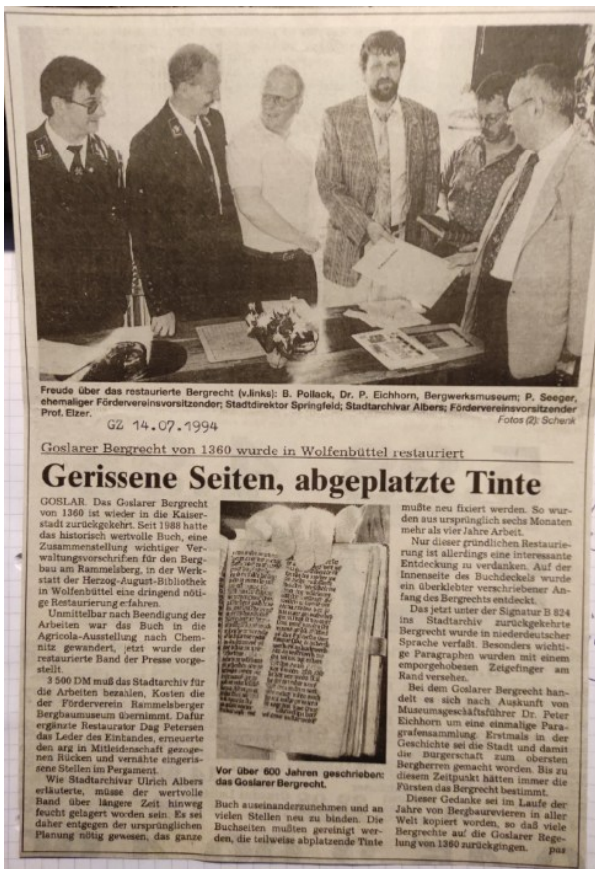 Freude über das restaurierte Bergrecht (v.links): B. Pollack, Dr. P. Eichhorn, Bergwerksmuseum; P. Seeger,
ehemaliger Fördervereinsvorsitzender; Stadtdirektor Springfeld; Stadtarchivar Albers; Fördervereinsvorsitzender
Prof. Elzer.
Fotos (2): Schenk
GZ 14.07.1994
Goslarer Bergrecht von 1360 wurde in Wolfenbüttel restauriert
Gerissene Seiten, abgeplatzte Tinte
GOSLAR. Das Goslarer Bergrecht
von 1360 ist wieder in die Kaiser-
stadt zurückgekehrt. Seit 1988 hatte
das historisch wertvolle Buch, eine
Zusammenstellung wichtiger Ver-
waltungsvorschriften für den Berg-
bau am Rammelsberg, in der Werk-
statt der Herzog-August-Bibliothek
in Wolfenbüttel eine dringend nöti-
ge Restaurierung erfahren.
Unmittelbar nach Beendigung der
Arbeiten war das Buch in die
Agricola-Ausstellung nach Chem-
nitz gewandert, jetzt wurde der
restaurierte Band der Presse vorge-
stellt.
3 500 DM muß das Stadtarchiv für
die Arbeiten bezahlen, Kosten die
der Förderverein Rammelsberger
Bergbaumuseum übernimmt. Dafür
ergänzte Restaurator Dag Petersen
das Leder des Einbandes, erneuerte
den arg in Mitleidenschaft gezoge-
nen Rücken und vernähte eingeris-
sene Stellen im Pergament.
Wie Stadtarchivar Ulrich Albers
erläuterte, müsse der wertvolle
Band über längere Zeit hinweg
feucht gelagert worden sein. Es sei
daher entgegen der ursprünglichen
Planung nötig gewesen, das ganze
Vor über 600 Jahren geschrieben:
das Goslarer Bergrecht.
Buch auseinanderzunehmen und an
vielen Stellen neu zu binden. Die
Buchseiten mußten gereinigt wer-
den, die teilweise abplatzende Tinte
mußte neu fixiert werden. So wur-
den aus ursprünglich sechs Monaten
mehr als vier Jahre Arbeit.
Nur dieser gründlichen Restaurie-
rung ist allerdings eine interessante
Entdeckung zu verdanken. Auf der
Innenseite des Buchdeckels wurde
ein überklebter verschriebener An-
fang des Bergrechts entdeckt.
Das jetzt unter der Signatur B 824
ins Stadtarchiv zurückgekehrte
Bergrecht wurde in niederdeutscher
Sprache verfaßt. Besonders wichti-
ge Paragraphen wurden mit einem
emporgehobenen Zeigefinger am
Rand versehen.
Bei dem Goslarer Bergrecht han-
delt es sich nach Auskunft von
Museumsgeschäftsführer Dr. Peter
Eichhorn um eine einmalige Para-
grafensammlung. Erstmals in der
Geschichte sei die Stadt und damit
die Bürgerschaft zum obersten
Bergherren gemacht worden. Bis zu
diesem Zeitpunkt hätten immer die
Fürsten das Bergrecht bestimmt.
Dieser Gedanke sei im Laufe der
Jahre von Bergbaurevieren in aller
Welt kopiert worden, so daß viele
Bergrechte auf die Goslarer Rege-
lung von 1360 zurückgingen.
pas